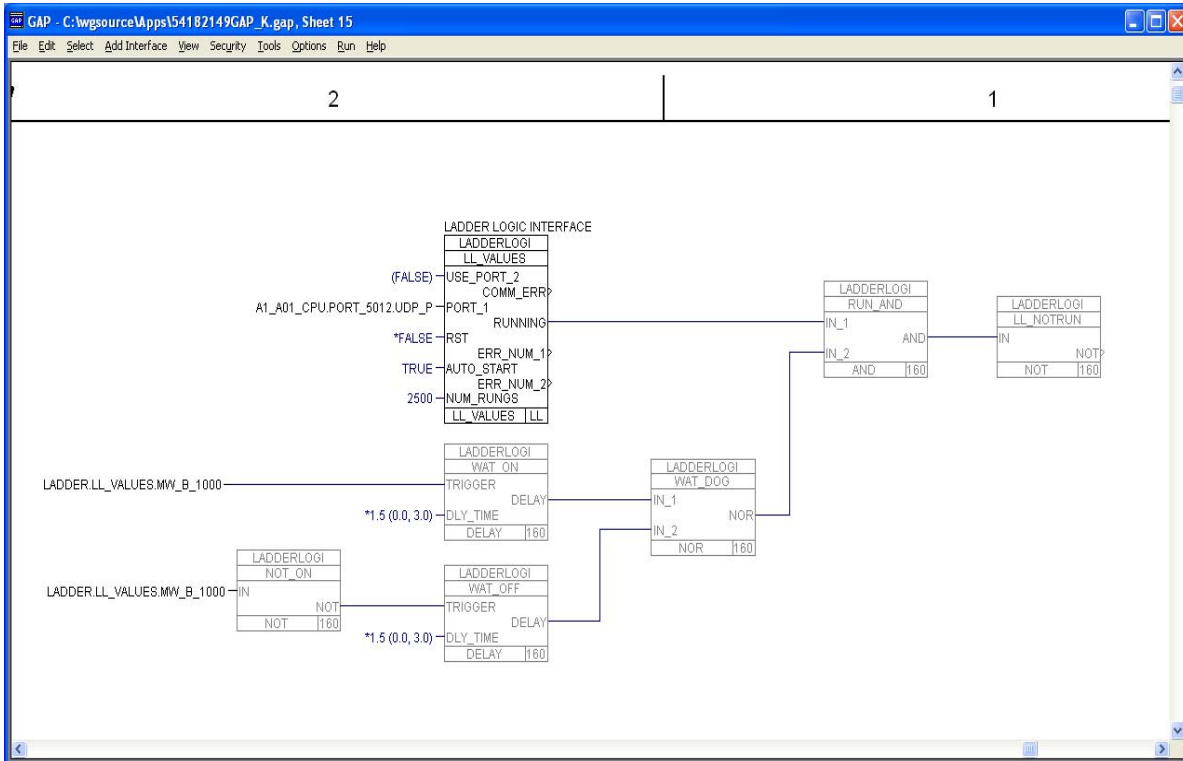 GAP - C:\wgsource\Apps\54182149GAP_K.gap, Sheet 15
File Edit Select Add Interface View Security Tools Options Run Help
2
1
LADDER LOGIC INTERFACE
LADDERLOGI
LL_VALUES
(FALSE) USE_PORT_2
COMM_ERR
A1_A01_CPU.PORT_5012.UDP_P PORT_1
RUNNING
*FALSE RST
ERR_NUM_1
TRUE AUTO_START
ERR_NUM_2
2500 NUM_RUNGS
LL_VALUES LL
LADDERLOGI
RUN_AND
IN_1
AND
IN_2
AND 160
LADDERLOGI
LL_NOTRUN
IN
NOT
NOT 160
LADDERLOGI
WAT_ON
LADDER.LL_VALUES.MW_B_1000 TRIGGER
DELAY
*1.5 (0.0, 3.0) DLY_TIME
DELAY 160
LADDERLOGI
WAT_DOG
IN_1
NOR
IN_2
NOR 160
LADDERLOGI
NOT_ON
LADDER.LL_VALUES.MW_B_1000 IN
NOT
NOT 160
LADDERLOGI
WAT_OFF
TRIGGER
DELAY
*1.5 (0.0, 3.0) DLY_TIME
DELAY 160